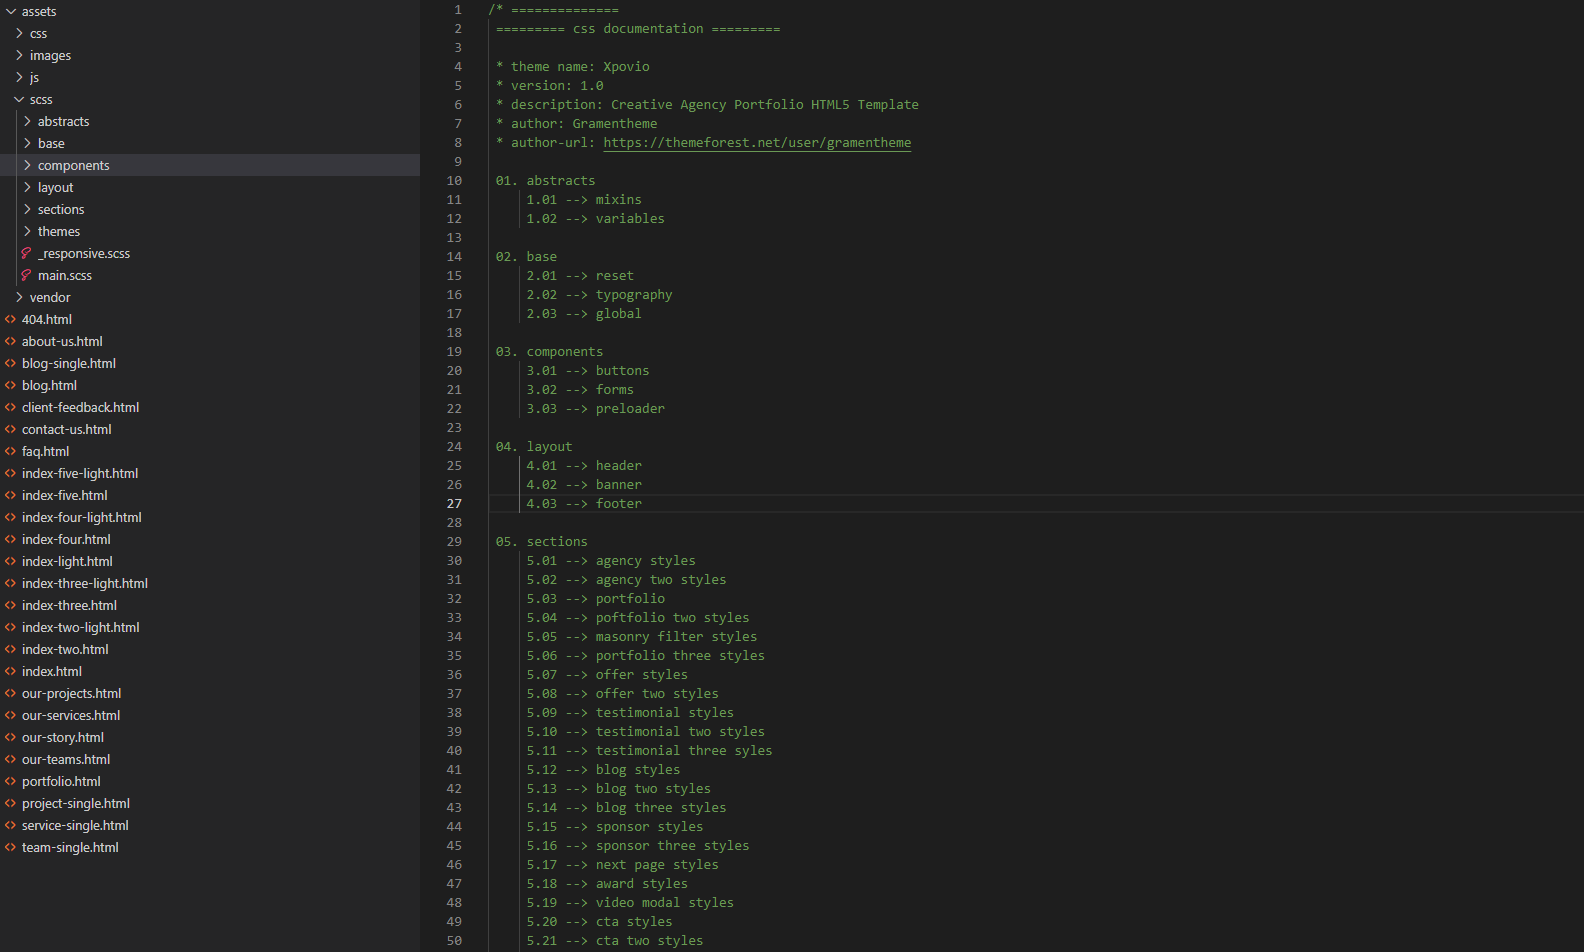 assets
css
images
js
scss
abstracts
base
components
layout
sections
themes
_responsive.scss
main.scss
vendor
404.html
about-us.html
blog-single.html
blog.html
client-feedback.html
contact-us.html
faq.html
index-five-light.html
index-five.html
index-four-light.html
index-four.html
index-light.html
index-three-light.html
index-three.html
index-two-light.html
index-two.html
index.html
our-projects.html
our-services.html
our-story.html
our-teams.html
portfolio.html
project-single.html
service-single.html
team-single.html
1 /* ==============
2 ========= css documentation =========
3
4 * theme name: Xpovio
5 * version: 1.0
6 * description: Creative Agency Portfolio HTML5 Template
7 * author: Gramentheme
8 * author-url: https://themeforest.net/user/gramentheme
9
10 01. abstracts
11 1.01 --> mixins
12 1.02 --> variables
13
14 02. base
15 2.01 --> reset
16 2.02 --> typography
17 2.03 --> global
18
19 03. components
20 3.01 --> buttons
21 3.02 --> forms
22 3.03 --> preloader
23
24 04. layout
25 4.01 --> header
26 4.02 --> banner
27 4.03 --> footer
28
29 05. sections
30 5.01 --> agency styles
31 5.02 --> agency two styles
32 5.03 --> portfolio
33 5.04 --> poftfolio two styles
34 5.05 --> masonry filter styles
35 5.06 --> portfolio three styles
36 5.07 --> offer styles
37 5.08 --> offer two styles
38 5.09 --> testimonial styles
39 5.10 --> testimonial two styles
40 5.11 --> testimonial three syles
41 5.12 --> blog styles
42 5.13 --> blog two styles
43 5.14 --> blog three styles
44 5.15 --> sponsor styles
45 5.16 --> sponsor three styles
46 5.17 --> next page styles
47 5.18 --> award styles
48 5.19 --> video modal styles
49 5.20 --> cta styles
50 5.21 --> cta two styles